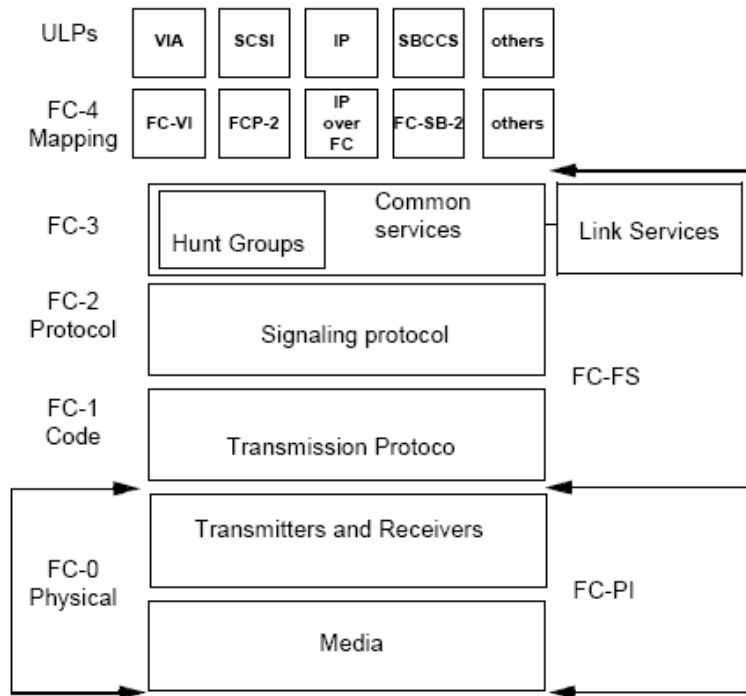 ULPs
VIA
SCSI
IP
SBCCS
others
FC-4
Mapping
FC-VI
FCP-2
IP
over
FC
FC-SB-2
others
FC-3
Hunt Groups
Common
services
Link Services
FC-2
Protocol
Signaling protocol
FC-FS
FC-1
Code
Transmission Protoco
FC-0
Physical
Transmitters and Receivers
FC-PI
Media